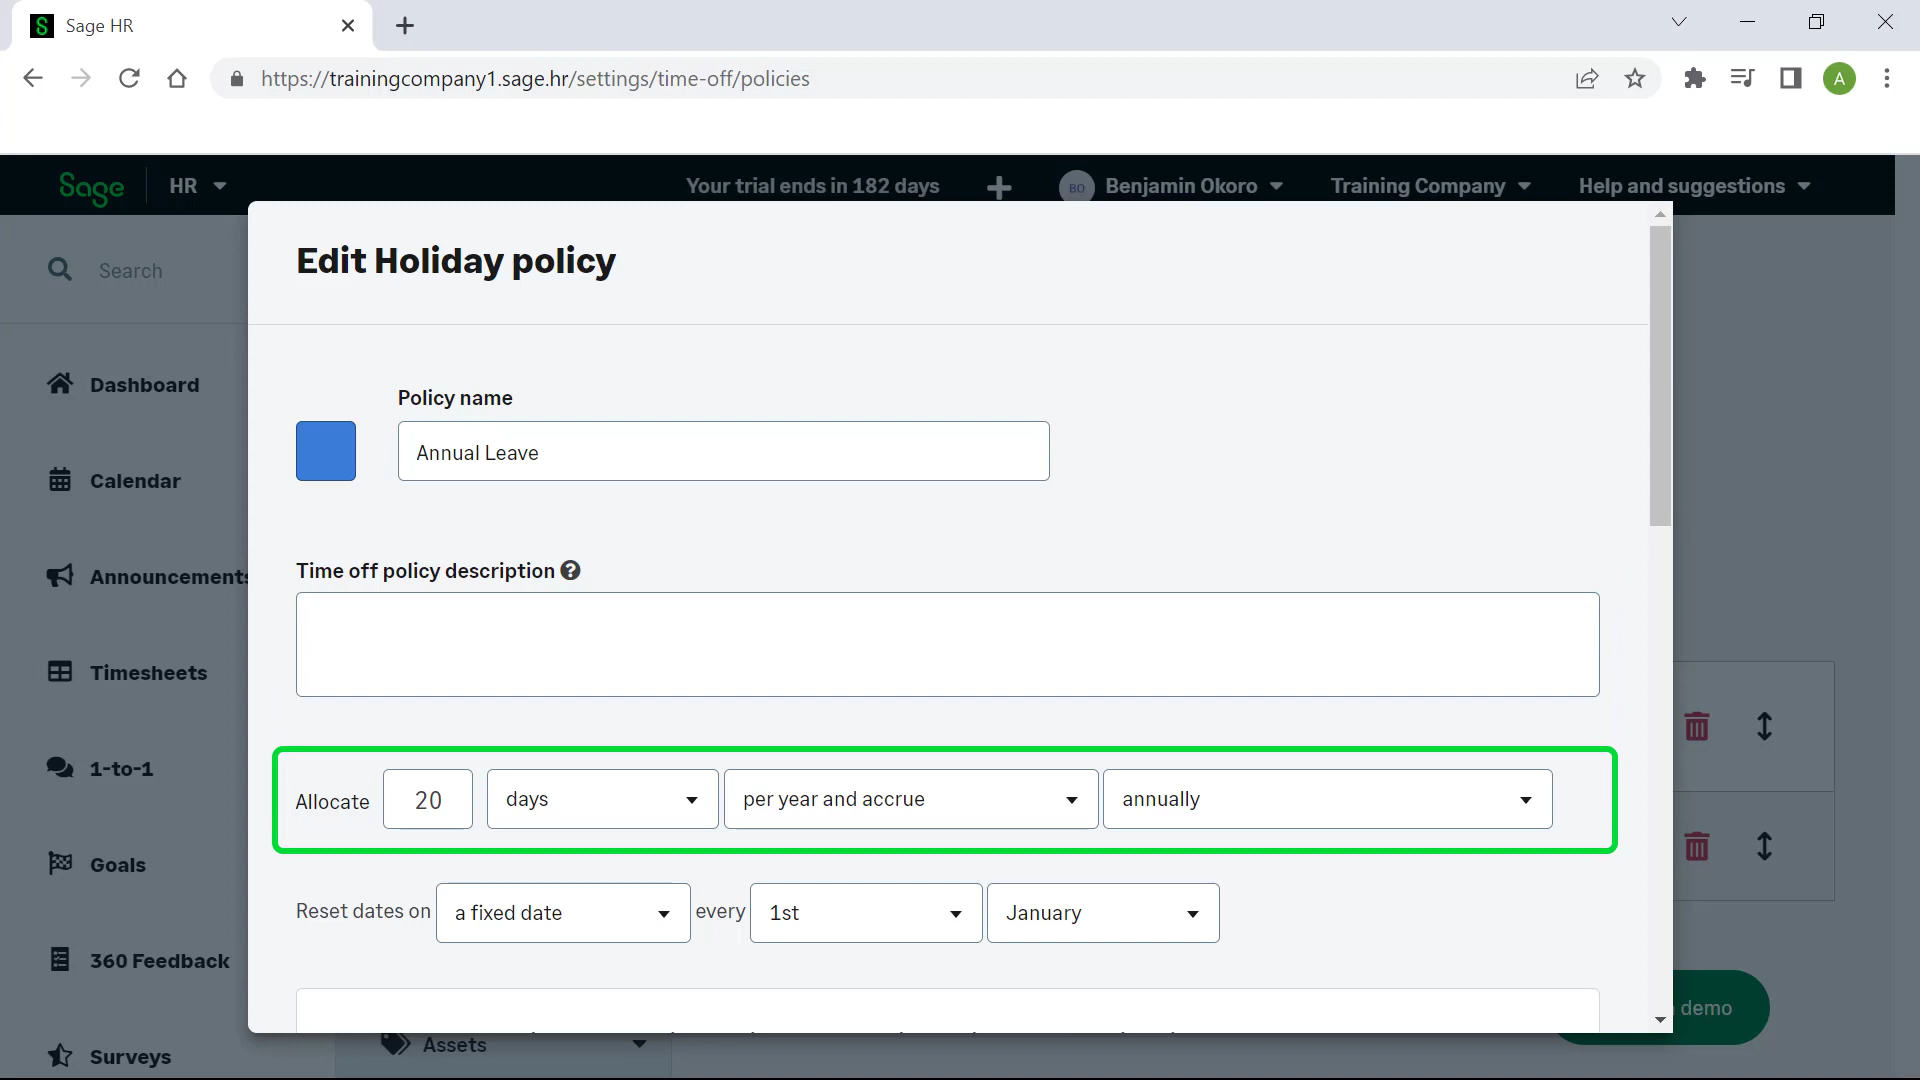 Sage HR
https://trainingcompany1.sage.hr/settings/time-off/policies
A
Sage HR Your trial ends in 182 days BO Benjamin Okoro Training Company Help and suggestions
Search
Edit Holiday policy
Dashboard
Policy name
Annual Leave
Calendar
Time off policy description ?
Announcements
Timesheets
1-to-1
Allocate 20 days per year and accrue annually
Goals
Reset dates on a fixed date every 1st January
360 Feedback
demo
Assets
Surveys